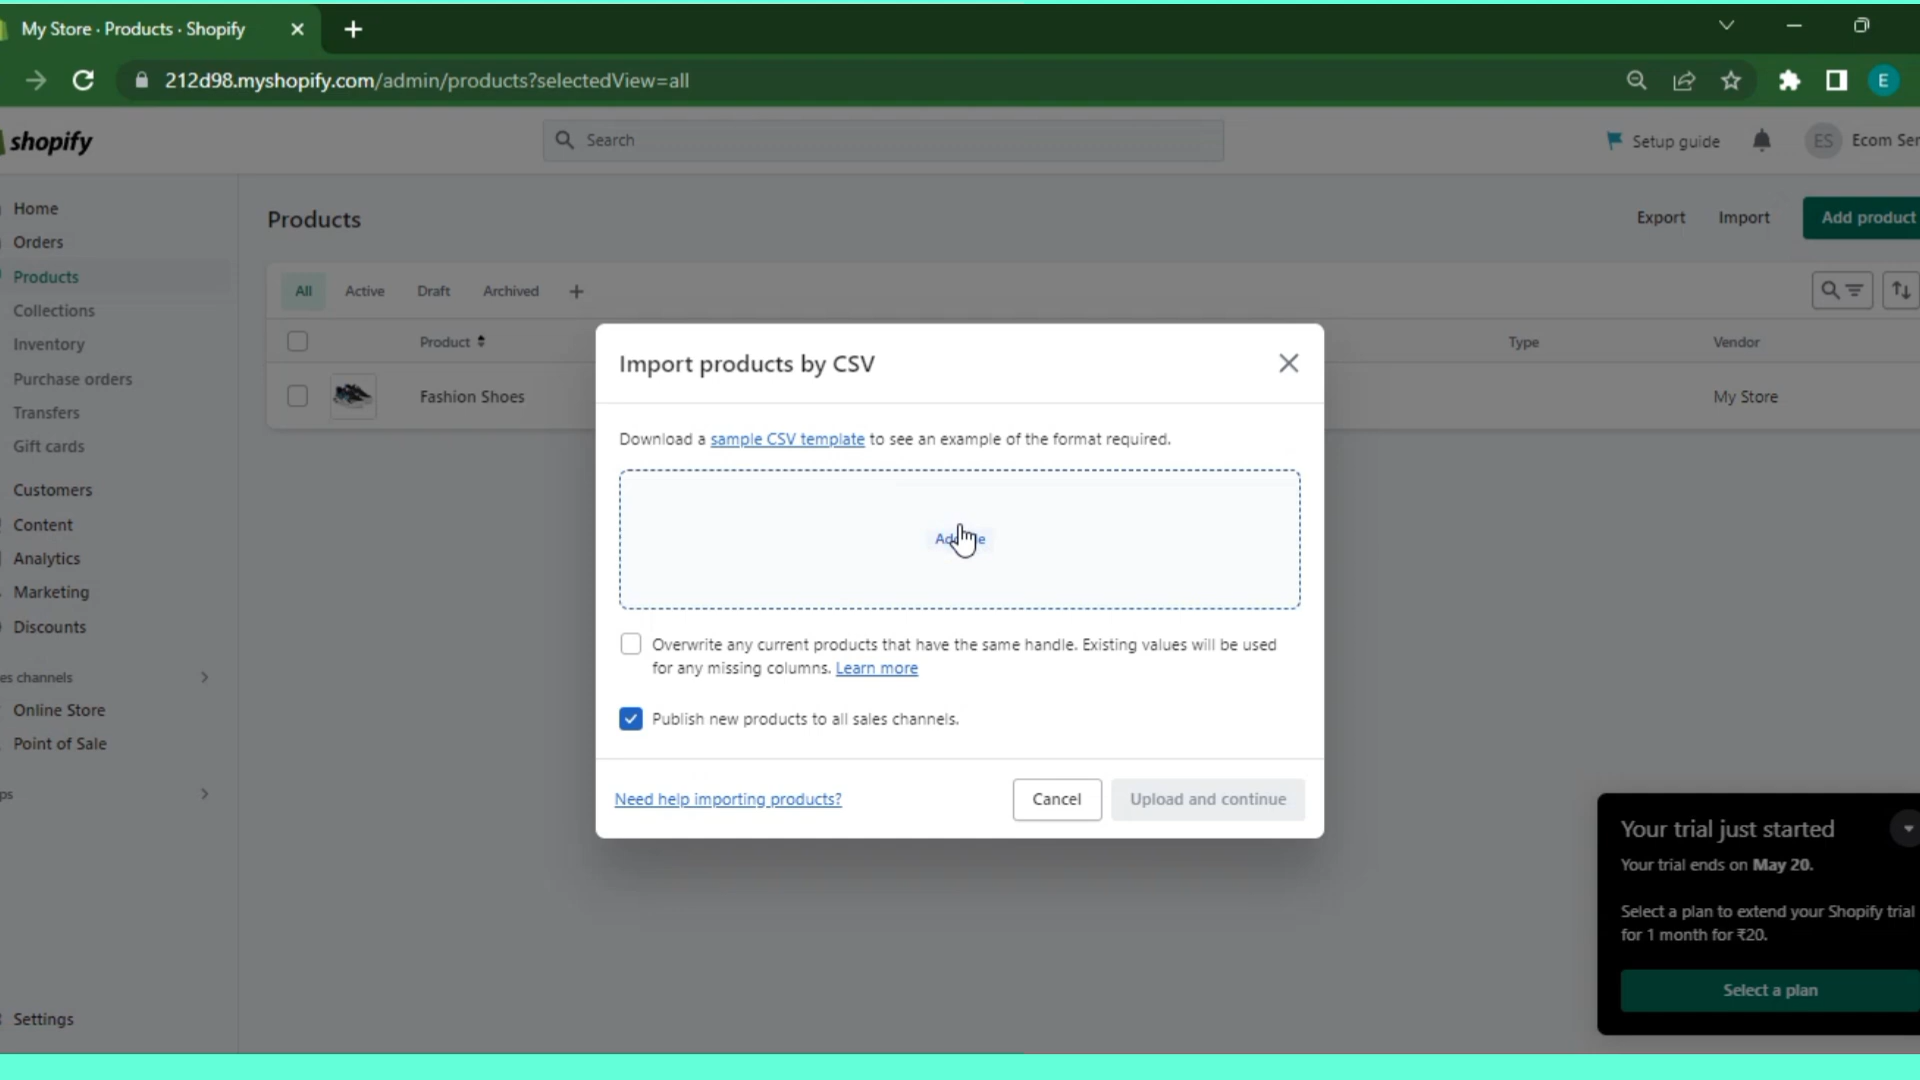 My Store · Products · Shopify
212d98.myshopify.com/admin/products?selectedView=all
E
shopify
Search
Setup guide
ES
Ecom Ser
Home
Orders
Products
Collections
Inventory
Purchase orders
Transfers
Gift cards
Customers
Content
Analytics
Marketing
Discounts
es channels
Online Store
Point of Sale
ps
Settings
Products
Export
Import
Add product
All
Active
Draft
Archived
Product
Type
Vendor
Fashion Shoes
My Store
Import products by CSV
Download a sample CSV template to see an example of the format required.
Overwrite any current products that have the same handle. Existing values will be used
for any missing columns. Learn more
Publish new products to all sales channels.
Need help importing products?
Cancel
Upload and continue
Your trial just started
Your trial ends on May 20.
Select a plan to extend your Shopify trial
for 1 month for ₹20.
Select a plan